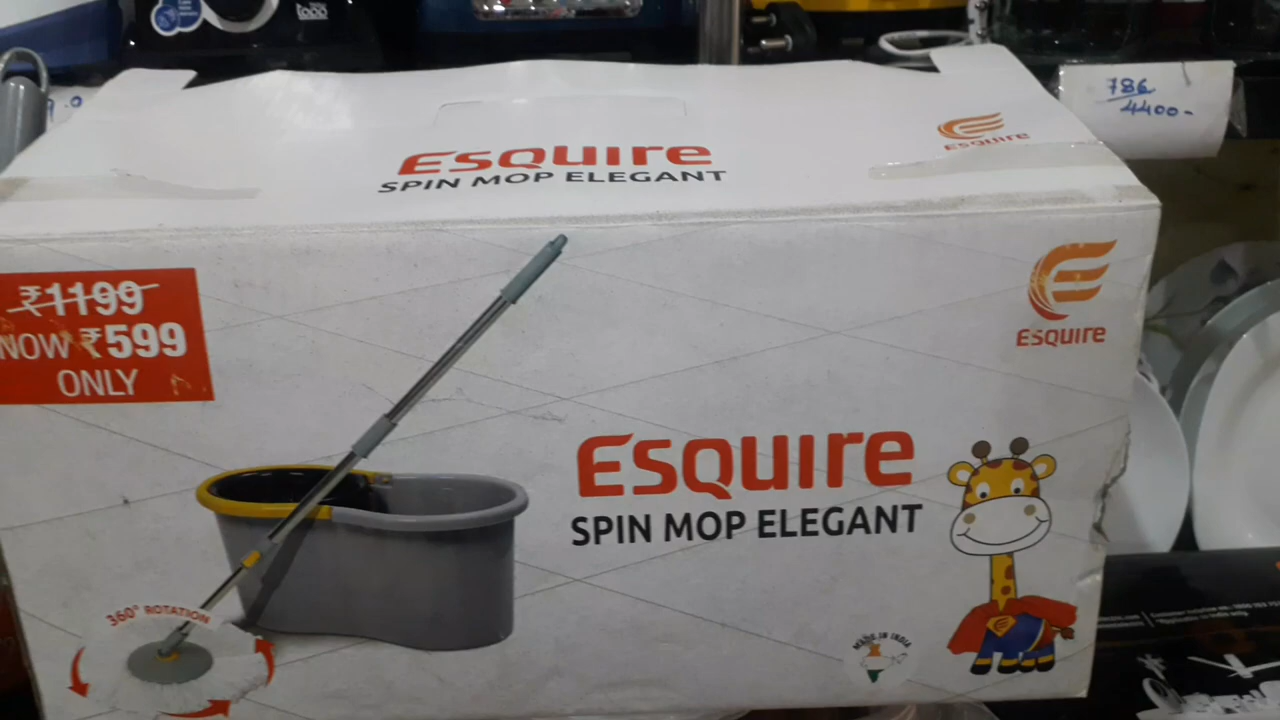 1000
786
4400-
ESQUIRE
SPIN MOP ELEGANT
ESQUIRE
₹1199
NOW ₹599
ONLY
ESQUIRE
ESQUIRE
SPIN MOP ELEGANT
360° ROTATION
MADE IN INDIA